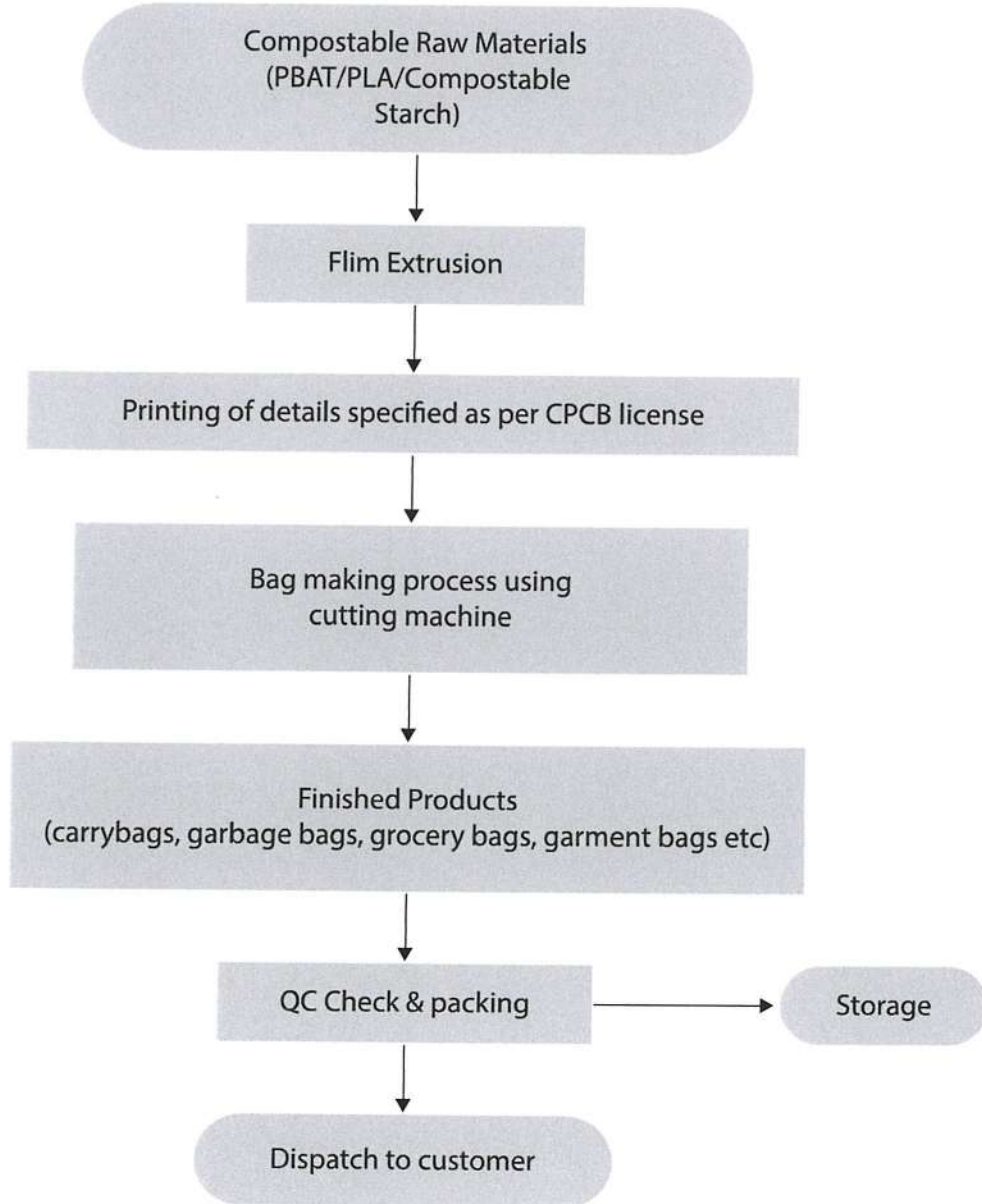 Compostable Raw Materials
(PBAT/PLA/Compostable
Starch)
Flim Extrusion
Printing of details specified as per CPCB license
Bag making process using
cutting machine
Finished Products
(carrybags, garbage bags, grocery bags, garment bags etc)
QC Check & packing
Storage
Dispatch to customer